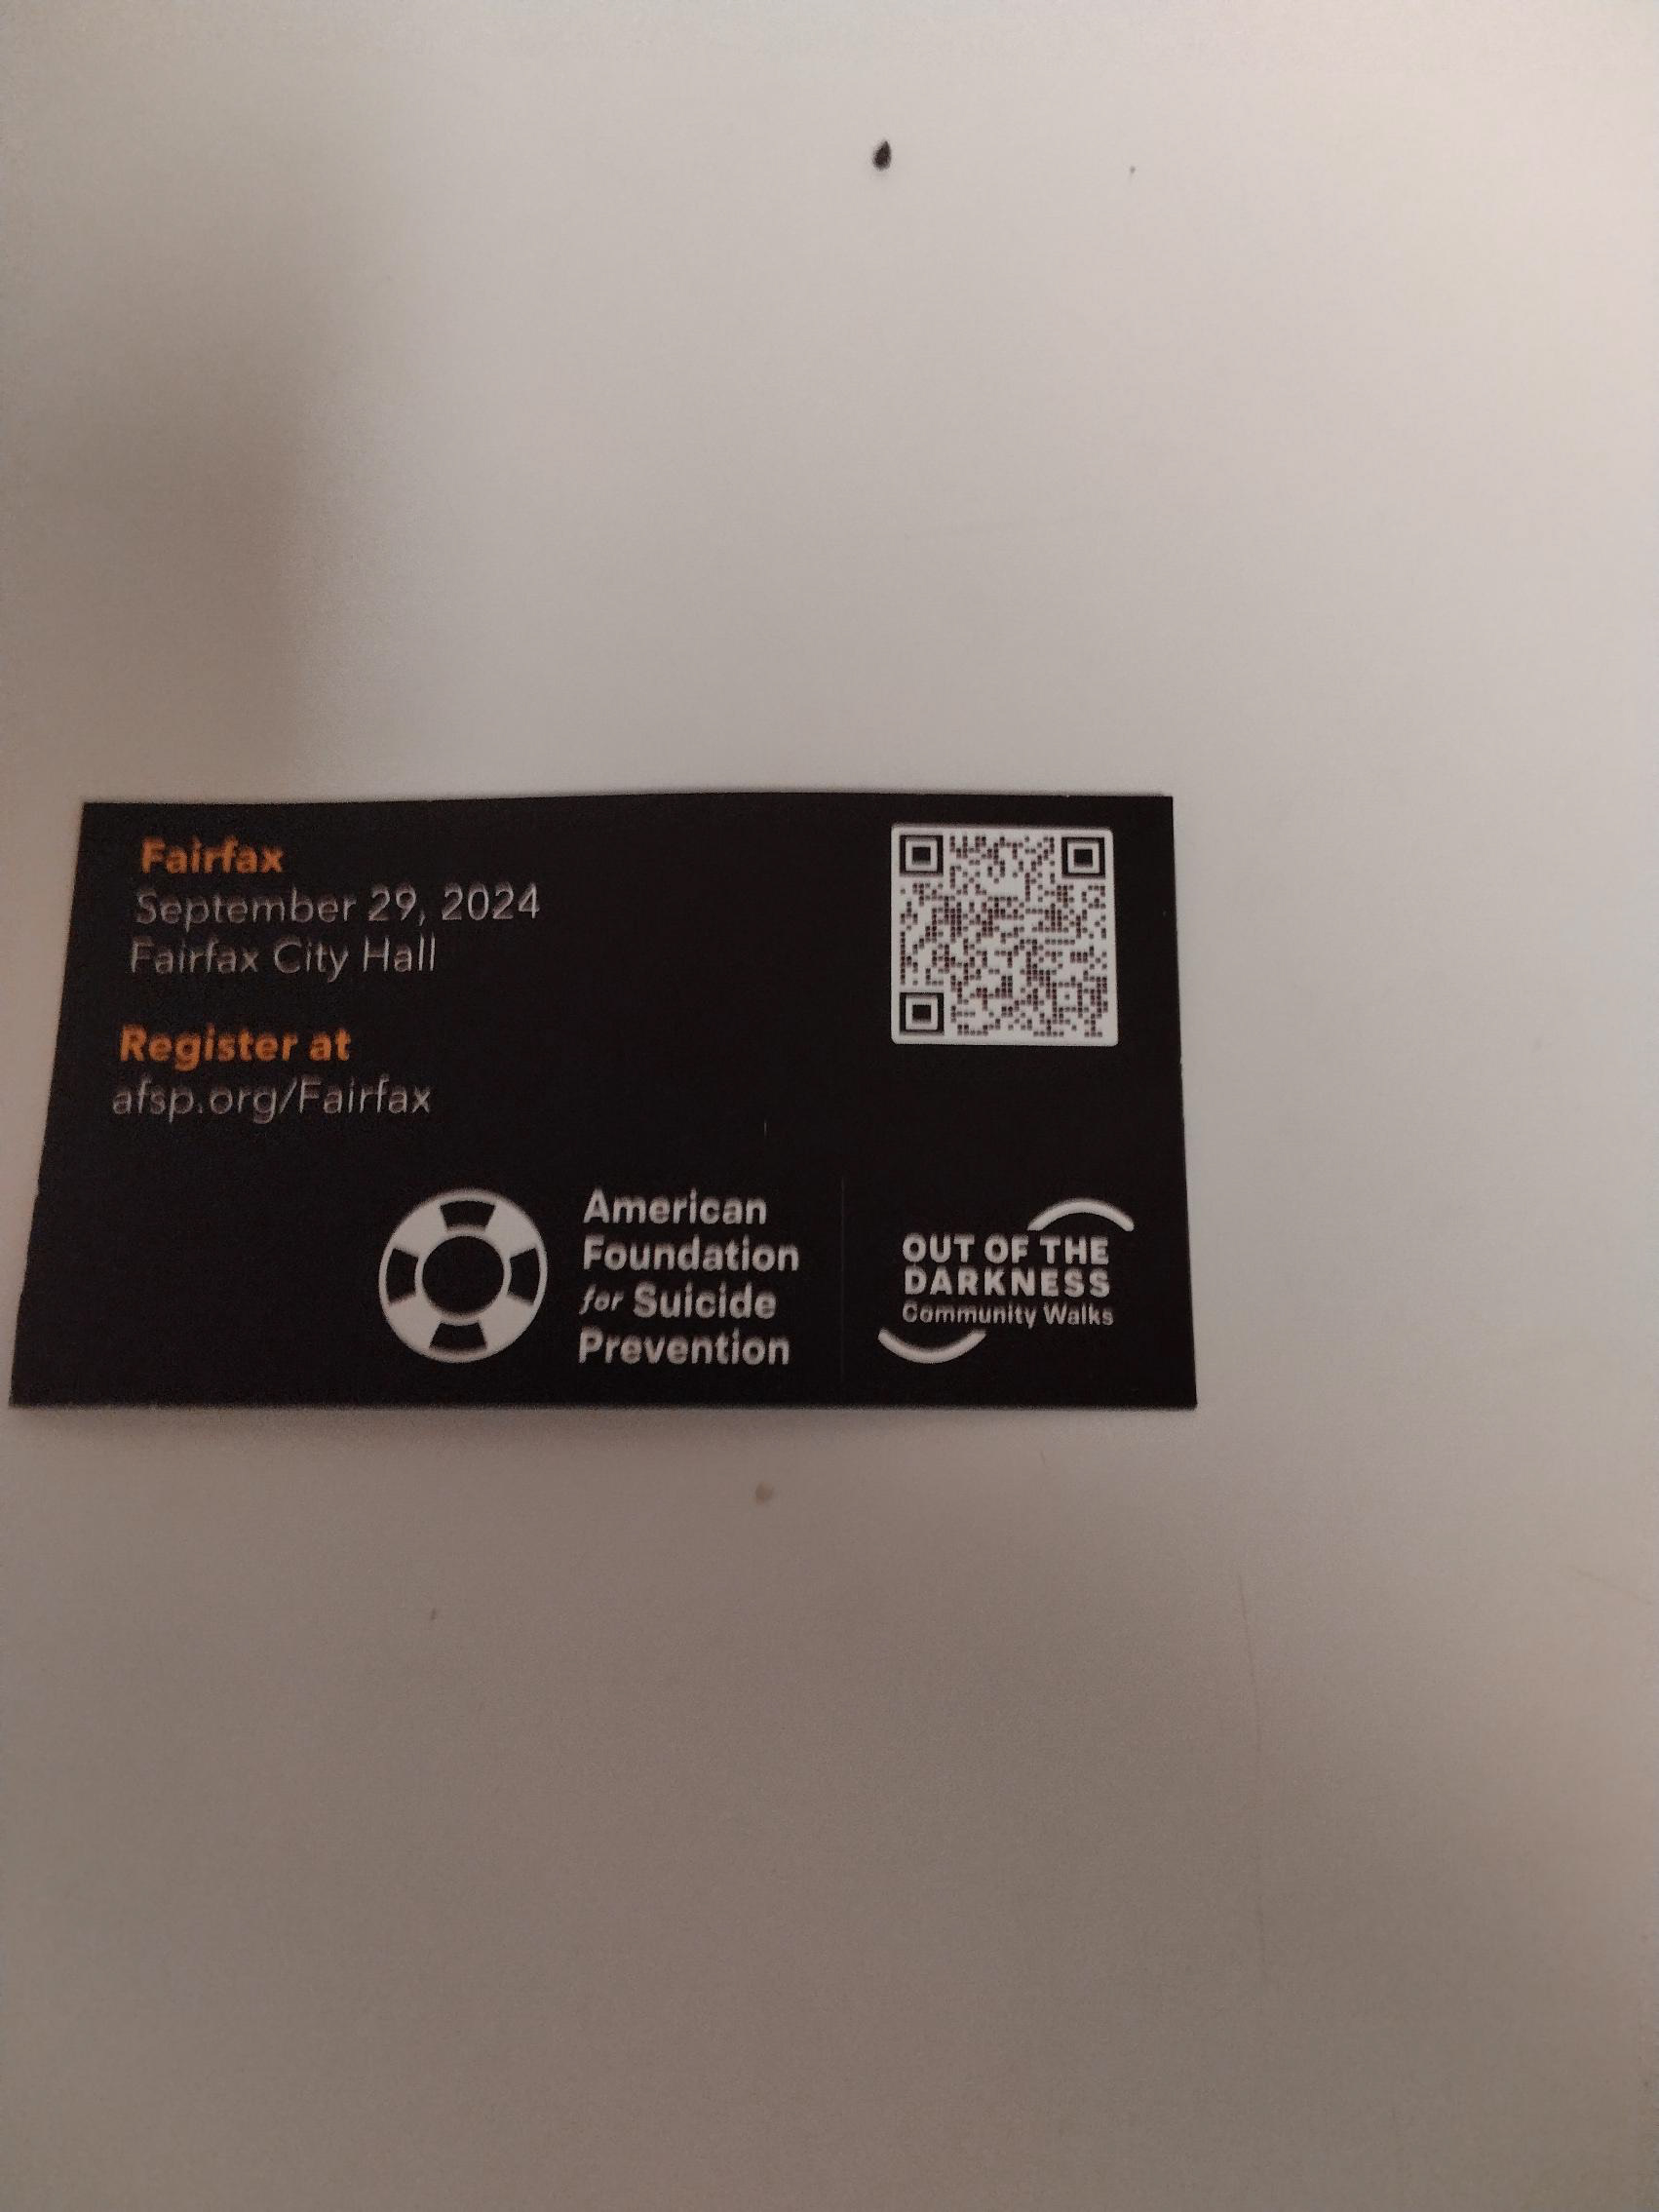 Fairfax
September 29, 2024
Fairfax City Hall
Register at
afsp.org/Fairfax
American
Foundation
for Suicide
Prevention
OUT OF THE
DARKNESS
Community Walks